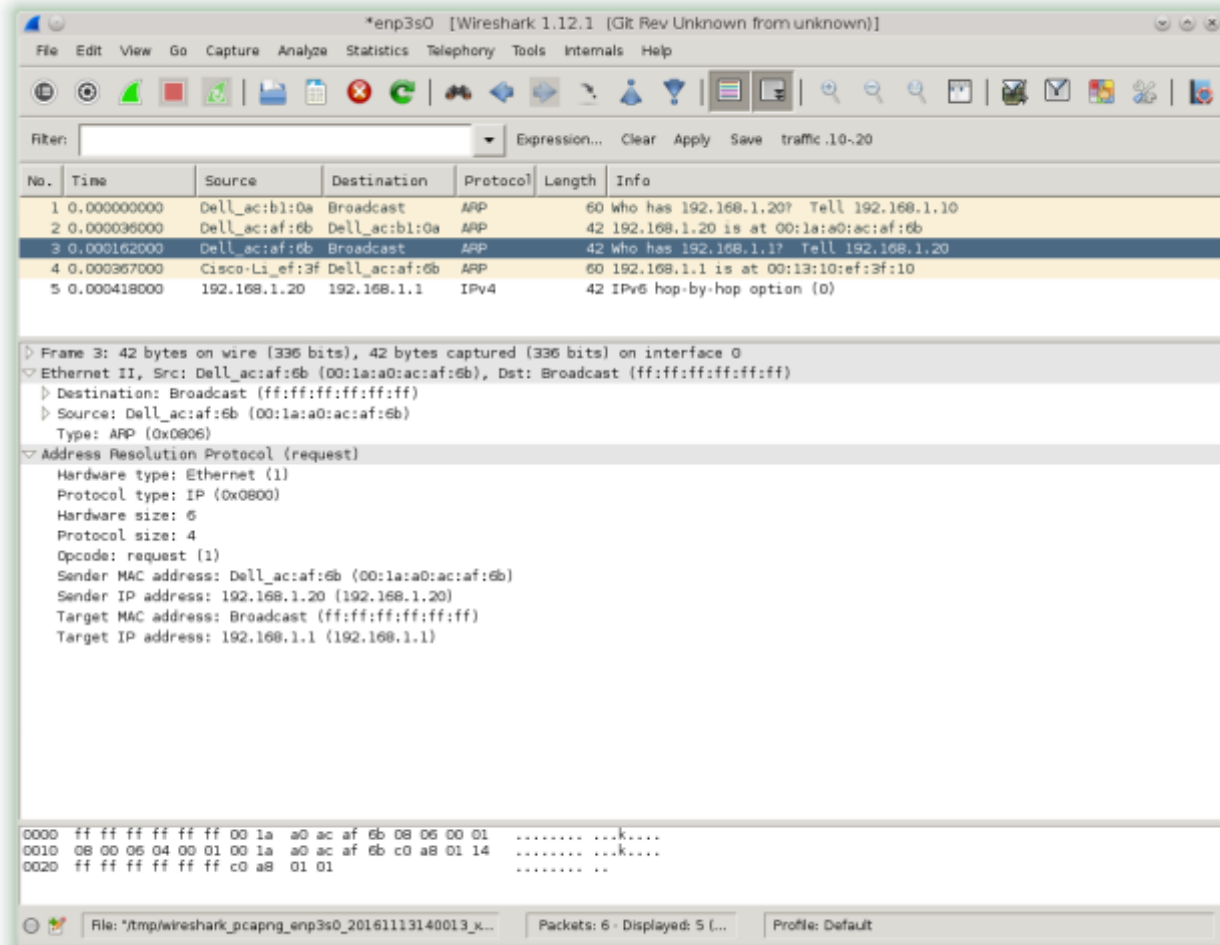 *enp3s0 [Wireshark 1.12.1 (Git Rev Unknown from unknown)]
File Edit View Go Capture Analyze Statistics Telephony Tools Internals Help
Filter: Expression... Clear Apply Save traffic .10-.20
No. Time Source Destination Protocol Length Info
1 0.000000000 Dell_ac:b1:0a Broadcast ARP 60 Who has 192.168.1.20? Tell 192.168.1.10
2 0.000036000 Dell_ac:af:6b Dell_ac:b1:0a ARP 42 192.168.1.20 is at 00:1a:a0:ac:af:6b
3 0.000162000 Dell_ac:af:6b Broadcast ARP 42 Who has 192.168.1.1? Tell 192.168.1.20
4 0.000367000 Cisco-Li_ef:3f Dell_ac:af:6b ARP 60 192.168.1.1 is at 00:13:10:ef:3f:10
5 0.000418000 192.168.1.20 192.168.1.1 IPv4 42 IPv6 hop-by-hop option (0)
Frame 3: 42 bytes on wire (336 bits), 42 bytes captured (336 bits) on interface 0
Ethernet II, Src: Dell_ac:af:6b (00:1a:a0:ac:af:6b), Dst: Broadcast (ff:ff:ff:ff:ff:ff)
Destination: Broadcast (ff:ff:ff:ff:ff:ff)
Source: Dell_ac:af:6b (00:1a:a0:ac:af:6b)
Type: ARP (0x0806)
Address Resolution Protocol (request)
Hardware type: Ethernet (1)
Protocol type: IP (0x0800)
Hardware size: 6
Protocol size: 4
Opcode: request (1)
Sender MAC address: Dell_ac:af:6b (00:1a:a0:ac:af:6b)
Sender IP address: 192.168.1.20 (192.168.1.20)
Target MAC address: Broadcast (ff:ff:ff:ff:ff:ff)
Target IP address: 192.168.1.1 (192.168.1.1)
0000 ff ff ff ff ff ff 00 1a a0 ac af 6b 08 06 00 01 ........ ...k....
0010 08 00 06 04 00 01 00 1a a0 ac af 6b c0 a8 01 14 ........ ...k....
0020 ff ff ff ff ff ff c0 a8 01 01 ........ ..
File: "/tmp/wireshark_pcapng_enp3s0_20161113140013_x... Packets: 6 · Displayed: 5 (... Profile: Default